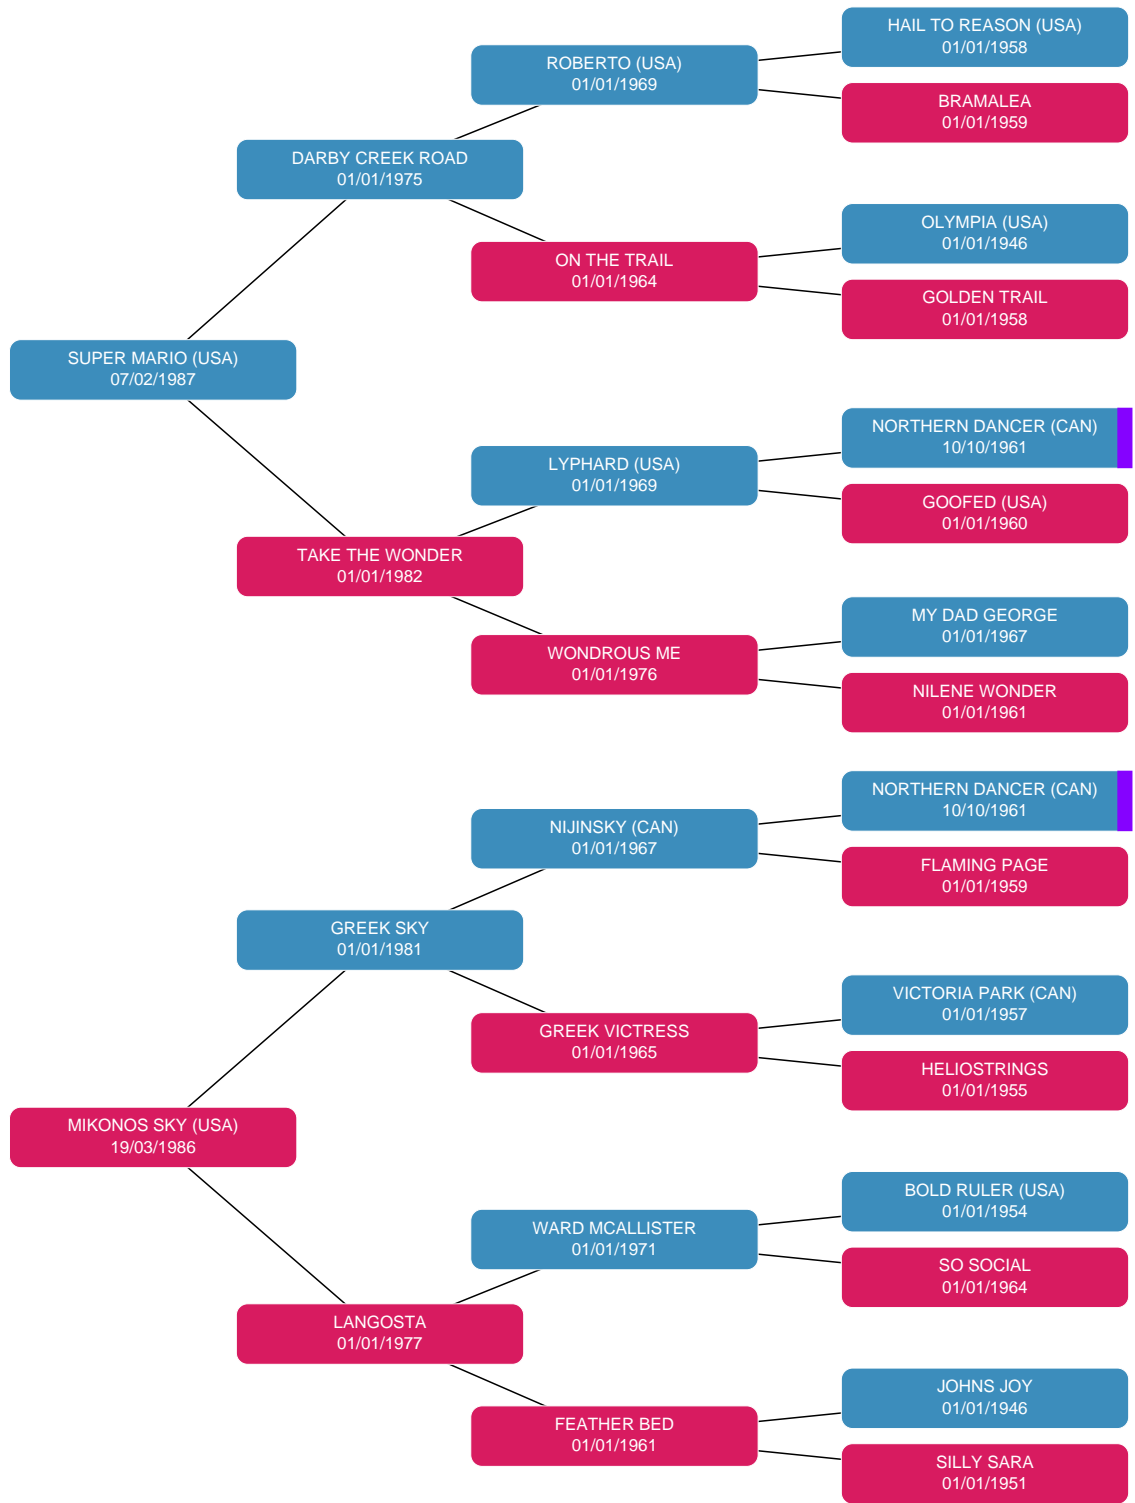 HAIL TO REASON (USA)
01/01/1958
ROBERTO (USA)
01/01/1969
BRAMALEA
01/01/1959
DARBY CREEK ROAD
01/01/1975
OLYMPIA (USA)
01/01/1946
ON THE TRAIL
01/01/1964
GOLDEN TRAIL
01/01/1958
SUPER MARIO (USA)
07/02/1987
NORTHERN DANCER (CAN)
10/10/1961
LYPHARD (USA)
01/01/1969
GOOFED (USA)
01/01/1960
TAKE THE WONDER
01/01/1982
MY DAD GEORGE
01/01/1967
WONDROUS ME
01/01/1976
NILENE WONDER
01/01/1961
NORTHERN DANCER (CAN)
10/10/1961
NIJINSKY (CAN)
01/01/1967
FLAMING PAGE
01/01/1959
GREEK SKY
01/01/1981
VICTORIA PARK (CAN)
01/01/1957
GREEK VICTRESS
01/01/1965
HELIOSTRINGS
01/01/1955
MIKONOS SKY (USA)
19/03/1986
BOLD RULER (USA)
01/01/1954
WARD MCALLISTER
01/01/1971
SO SOCIAL
01/01/1964
LANGOSTA
01/01/1977
JOHNS JOY
01/01/1946
FEATHER BED
01/01/1961
SILLY SARA
01/01/1951